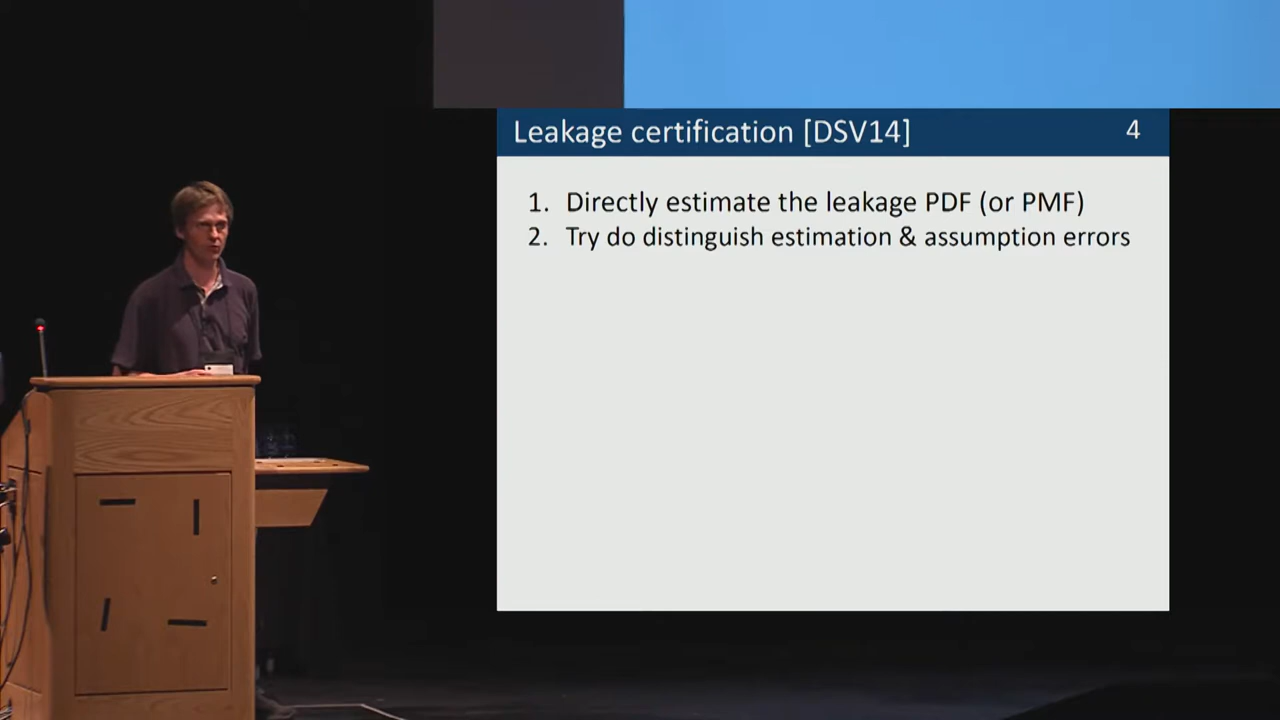 Leakage certification [DSV14]
4
1. Directly estimate the leakage PDF (or PMF)
2. Try do distinguish estimation & assumption errors